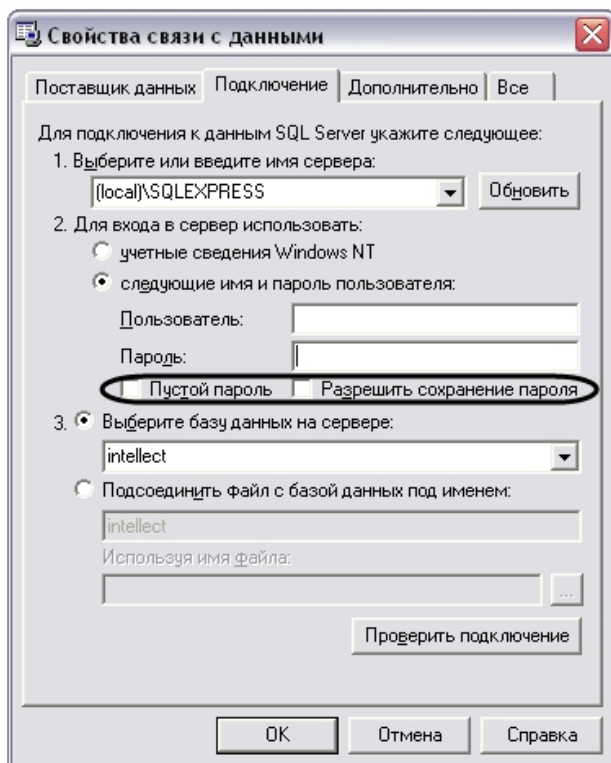 Свойства связи с данными
Поставщик данных Подключение Дополнительно Все
Для подключения к данным SQL Server укажите следующее:
1. Выберите или введите имя сервера:
(local)\SQLEXPRESS Обновить
2. Для входа в сервер использовать:
учетные сведения Windows NT
следующие имя и пароль пользователя:
Пользователь:
Пароль:
Пустой пароль Разрешить сохранение пароля
3. Выберите базу данных на сервере:
intellect
Подсоединить файл с базой данных под именем:
intellect
Используя имя файла:
...
Проверить подключение
OK Отмена Справка